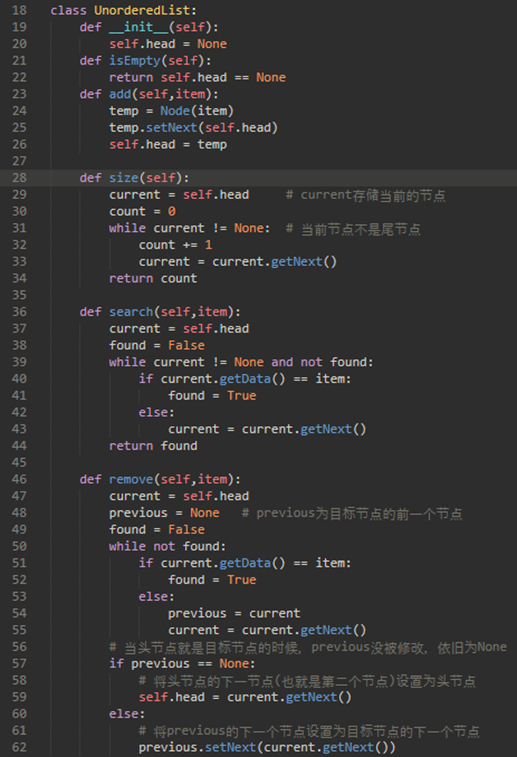 18 class UnorderedList:
19     def __init__(self):
20         self.head = None
21     def isEmpty(self):
22         return self.head == None
23     def add(self,item):
24         temp = Node(item)
25         temp.setNext(self.head)
26         self.head = temp
27
28     def size(self):
29         current = self.head     # current存储当前的节点
30         count = 0
31         while current != None:  # 当前节点不是尾节点
32             count += 1
33             current = current.getNext()
34         return count
35
36     def search(self,item):
37         current = self.head
38         found = False
39         while current != None and not found:
40             if current.getData() == item:
41                 found = True
42             else:
43                 current = current.getNext()
44         return found
45
46     def remove(self,item):
47         current = self.head
48         previous = None   # previous为目标节点的前一个节点
49         found = False
50         while not found:
51             if current.getData() == item:
52                 found = True
53             else:
54                 previous = current
55                 current = current.getNext()
56         # 当头节点就是目标节点的时候, previous没被修改, 依旧为None
57         if previous == None:
58             # 将头节点的下一节点(也就是第二个节点)设置为头节点
59             self.head = current.getNext()
60         else:
61             # 将previous的下一个节点设置为目标节点的下一个节点
62             previous.setNext(current.getNext())